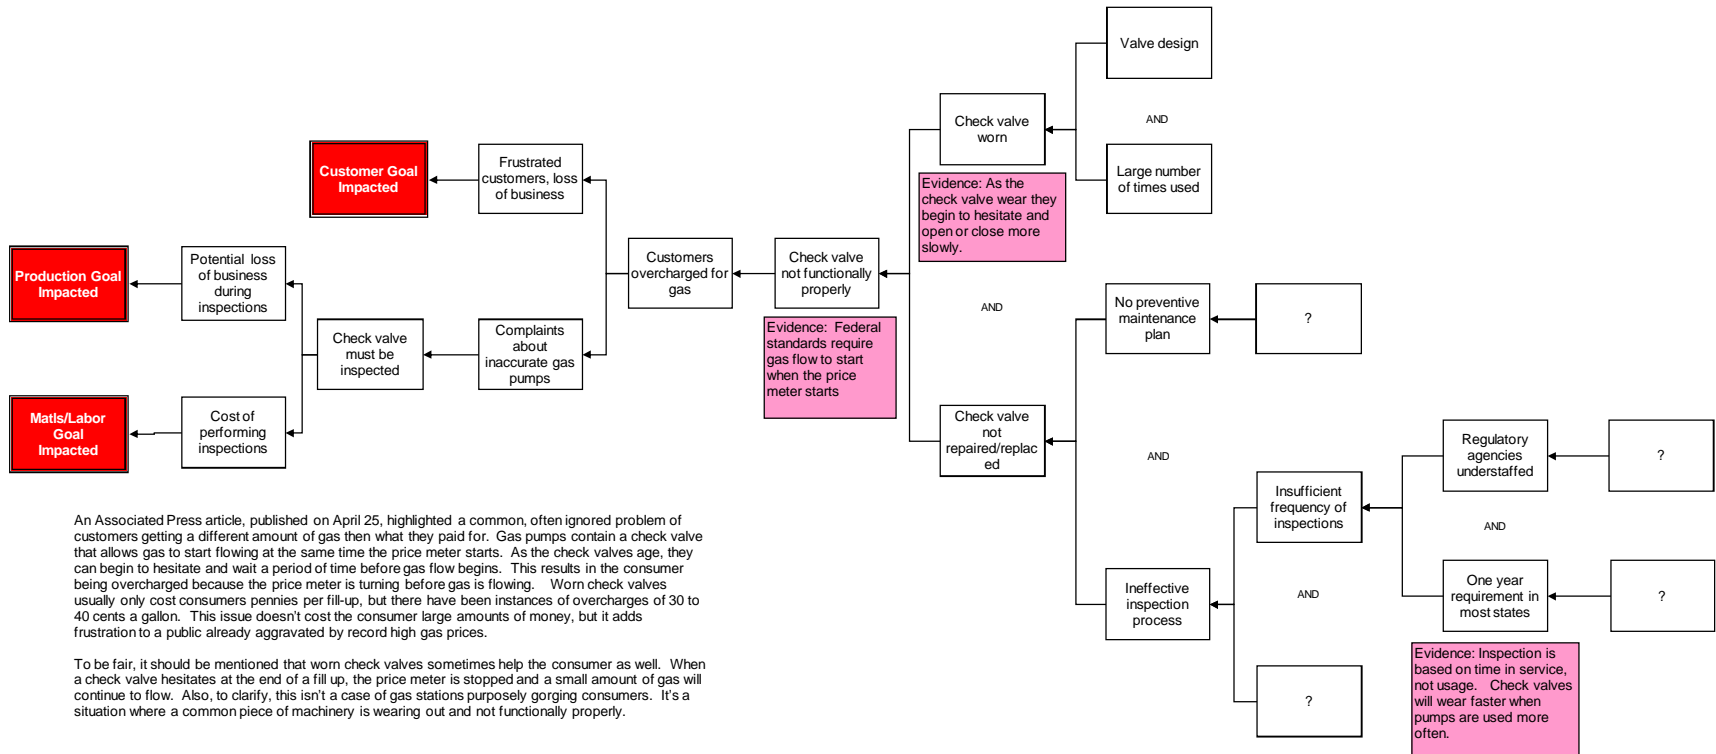 Valve design
AND
Large number
of times used
Check valve
worn
Evidence: As the
check valve wear they
begin to hesitate and
open or close more
slowly.
Customer Goal
Impacted
Frustrated
customers, loss
of business
Production Goal
Impacted
Potential loss
of business
during
inspections
Customers
overcharged for
gas
Check valve
not functionally
properly
AND
Evidence:  Federal
standards require
gas flow to start
when the price
meter starts
No preventive
maintenance
plan
?
Check valve
must be
inspected
Complaints
about
inaccurate gas
pumps
Matls/Labor
Goal
Impacted
Cost of
performing
inspections
Check valve
not
repaired/replac
ed
AND
Regulatory
agencies
understaffed
?
Insufficient
frequency of
inspections
AND
One year
requirement in
most states
?
Ineffective
inspection
process
AND
?
Evidence: Inspection is
based on time in service,
not usage.   Check valves
will wear faster when
pumps are used more
often.
An Associated Press article, published on April 25, highlighted a common, often ignored problem of
customers getting a different amount of gas then what they paid for.  Gas pumps contain a check valve
that allows gas to start flowing at the same time the price meter starts.  As the check valves age, they
can begin to hesitate and wait a period of time before gas flow begins.  This results in the consumer
being overcharged because the price meter is turning before gas is flowing.    Worn check valves
usually only cost consumers pennies per fill-up, but there have been instances of overcharges of 30 to
40 cents a gallon.  This issue doesn't cost the consumer large amounts of money, but it adds
frustration to a public already aggravated by record high gas prices.
To be fair, it should be mentioned that worn check valves sometimes help the consumer as well.  When
a check valve hesitates at the end of a fill up, the price meter is stopped and a small amount of gas will
continue to flow.  Also, to clarify, this isn't a case of gas stations purposely gorging consumers.  It's a
situation where a common piece of machinery is wearing out and not functionally properly.